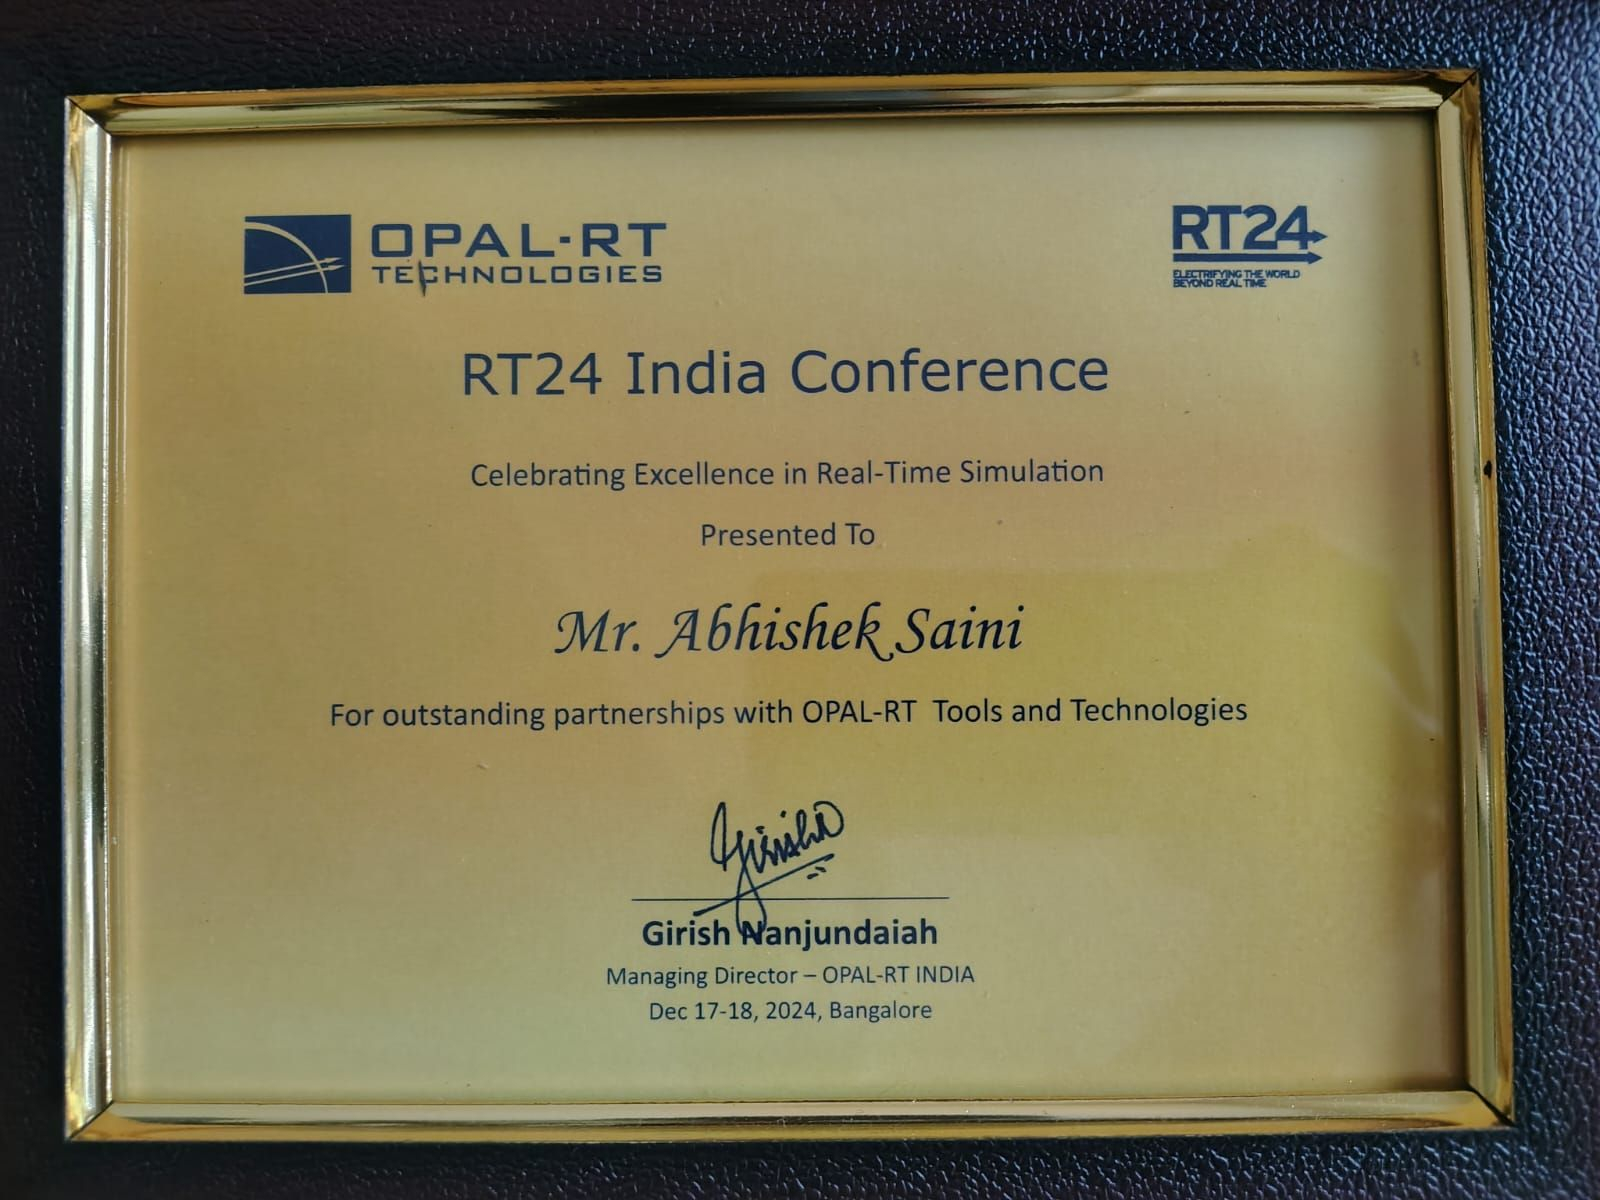 OPAL-RT
TECHNOLOGIES
RT24
ELECTRIFYING THE WORLD
BEYOND REAL TIME
RT24 India Conference
Celebrating Excellence in Real-Time Simulation
Presented To
Mr. Abhishek Saini
For outstanding partnerships with OPAL-RT  Tools and Technologies
Girish
Girish Nanjundaiah
Managing Director – OPAL-RT INDIA
Dec 17-18, 2024, Bangalore